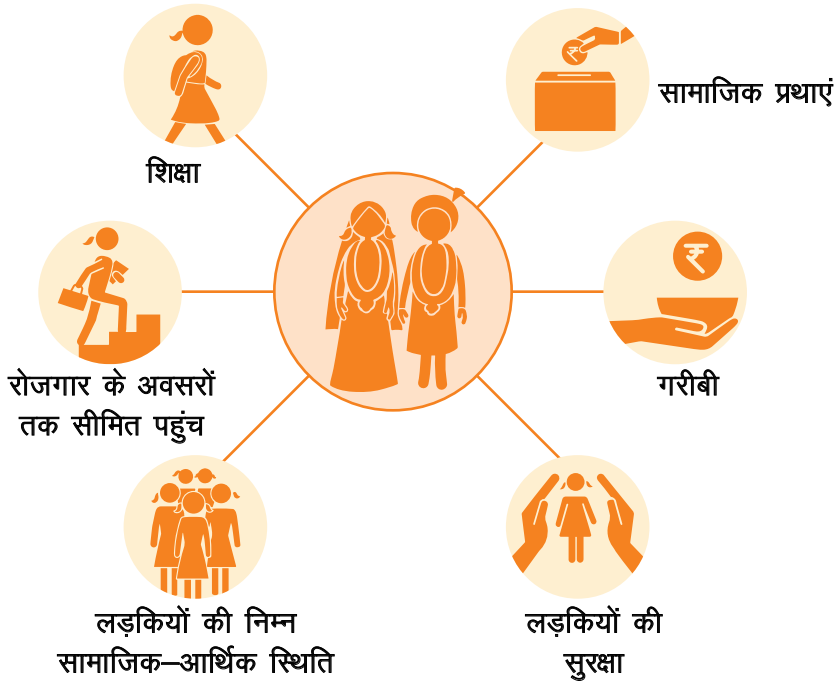 सामाजिक प्रथाएं
शिक्षा
₹
रोजगार के अवसरों
तक सीमित पहुंच
गरीबी
लड़कियों की निम्न
सामाजिक–आर्थिक स्थिति
लड़कियों की
सुरक्षा